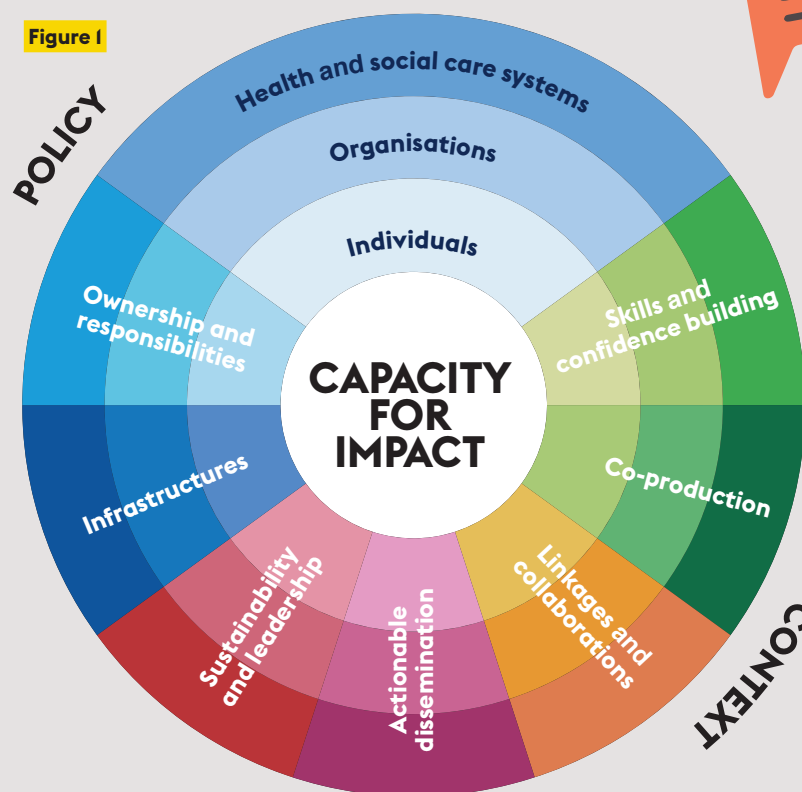 Figure 1
POLICY
Health and social care systems
Organisations
Individuals
Ownership and
responsibilities
Skills and
confidence building
CAPACITY
FOR
IMPACT
Infrastructures
Co-production
Sustainability
and leadership
Actionable
dissemination
Linkages and
collaborations
CONTEXT